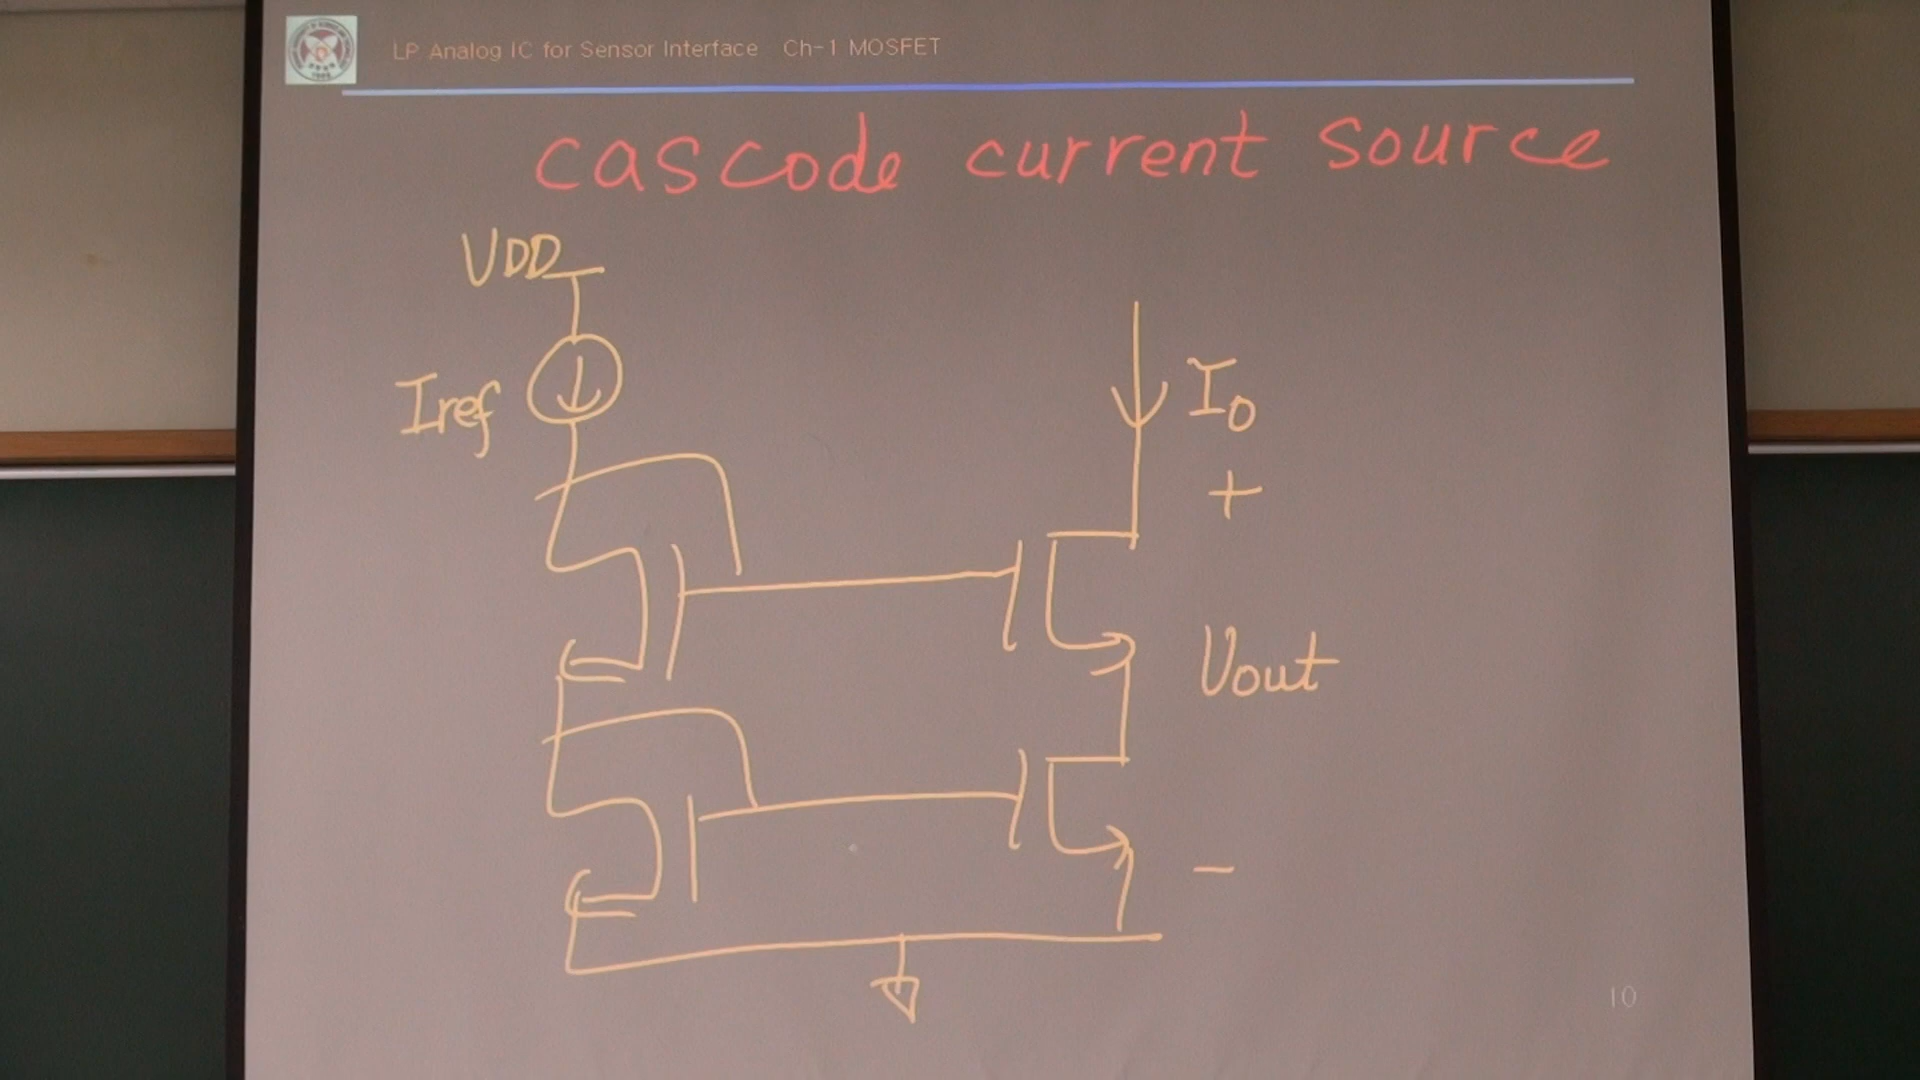 LP Analog IC for Sensor Interface Ch-1 MOSFET
cascode current source
VDD
Iref
Io
+
Vout
-
10